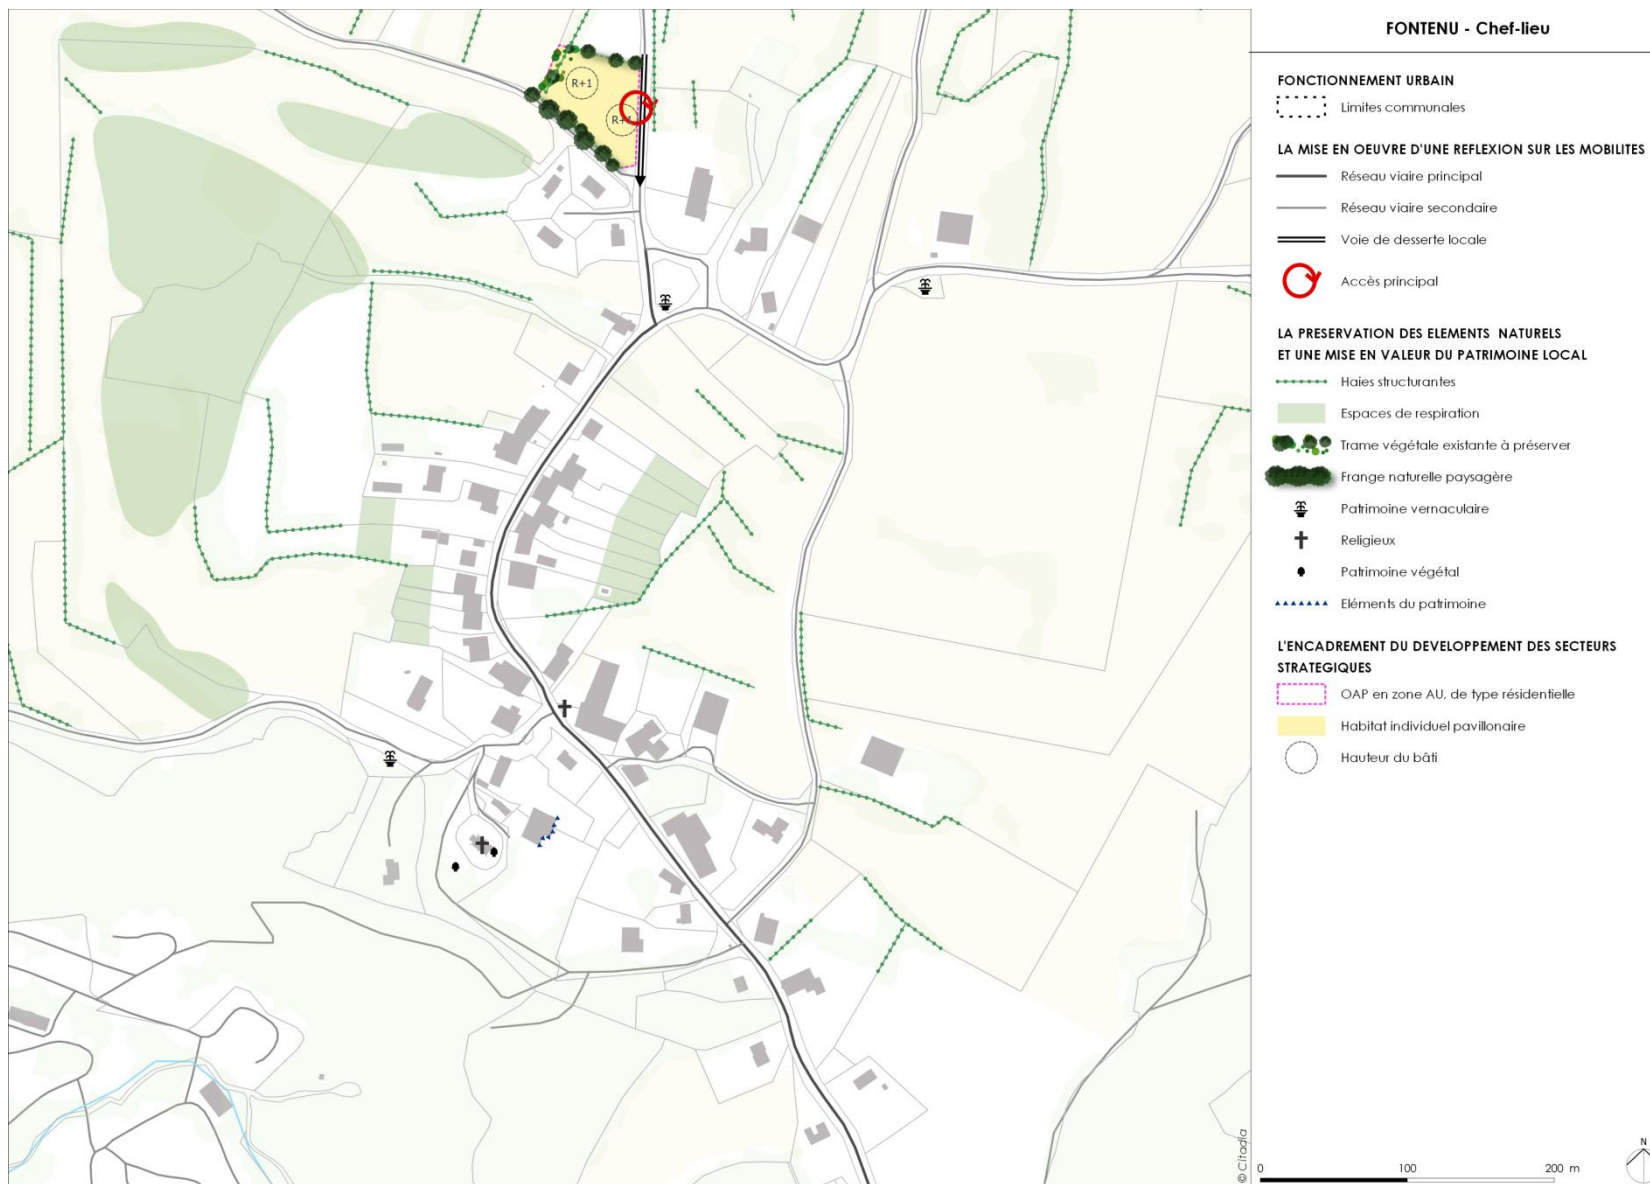 R+1
R+1
© Citadia
FONTENU - Chef-lieu
FONCTIONNEMENT URBAIN
Limites communales
LA MISE EN OEUVRE D'UNE REFLEXION SUR LES MOBILITES
Réseau viaire principal
Réseau viaire secondaire
Voie de desserte locale
Accès principal
LA PRESERVATION DES ELEMENTS NATURELS
ET UNE MISE EN VALEUR DU PATRIMOINE LOCAL
Haies structurantes
Espaces de respiration
Trame végétale existante à préserver
Frange naturelle paysagère
Patrimoine vernaculaire
Religieux
Patrimoine végétal
Eléments du patrimoine
L'ENCADREMENT DU DEVELOPPEMENT DES SECTEURS
STRATEGIQUES
OAP en zone AU, de type résidentielle
Habitat individuel pavillonaire
Hauteur du bâti
0 100 200 m
N